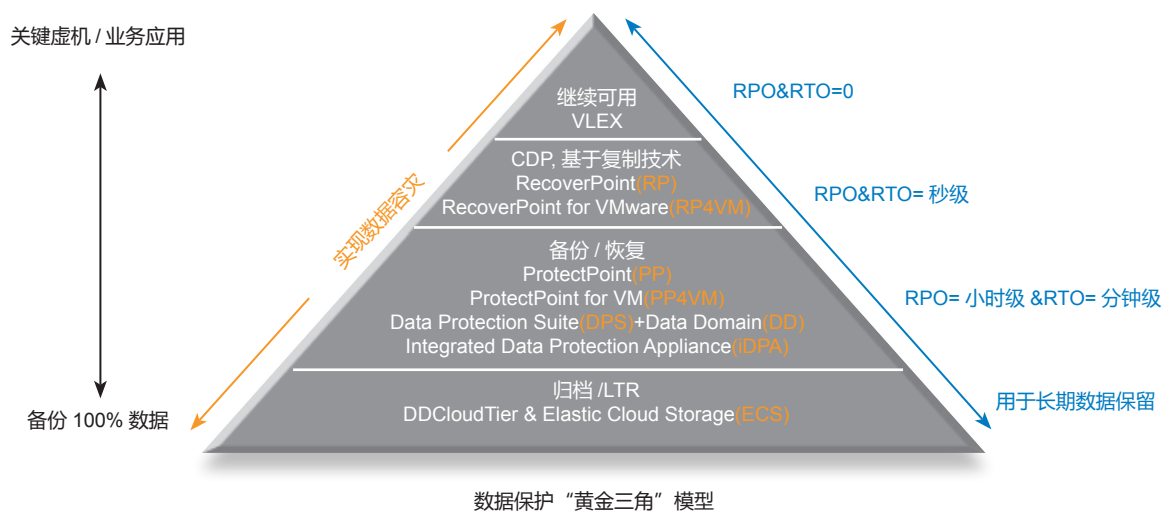 关键虚机 / 业务应用
备份 100% 数据
实现数据容灾
继续可用
VLEX
CDP, 基于复制技术
RecoverPoint(RP)
RecoverPoint for VMware(RP4VM)
备份 / 恢复
ProtectPoint(PP)
ProtectPoint for VM(PP4VM)
Data Protection Suite(DPS)+Data Domain(DD)
Integrated Data Protection Appliance(iDPA)
归档 /LTR
DDCloudTier & Elastic Cloud Storage(ECS)
RPO&RTO=0
RPO&RTO= 秒级
RPO= 小时级 &RTO= 分钟级
用于长期数据保留
数据保护“黄金三角”模型